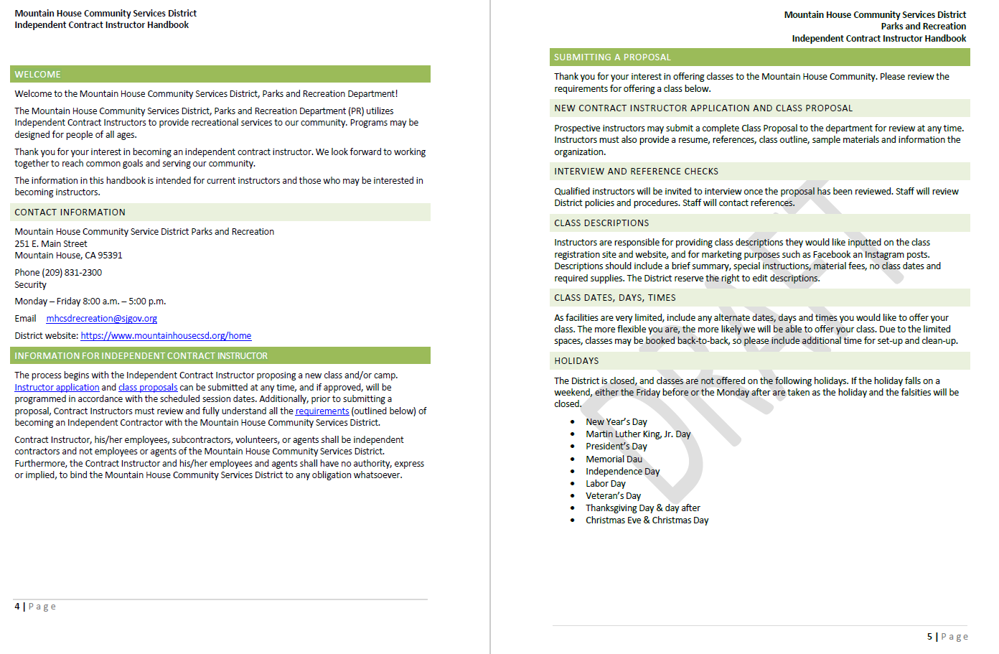 Mountain House Community Services District
Independent Contract Instructor Handbook
WELCOME
Welcome to the Mountain House Community Services District, Parks and Recreation Department!
The Mountain House Community Services District, Parks and Recreation Department (PR) utilizes
Independent Contract Instructors to provide recreational services to our community. Programs may be
designed for people of all ages.
Thank you for your interest in becoming an independent contract instructor. We look forward to working
together to reach common goals and serving our community.
The information in this handbook is intended for current instructors and those who may be interested in
becoming instructors.
CONTACT INFORMATION
Mountain House Community Service District Parks and Recreation
251 E. Main Street
Mountain House, CA 95391
Phone (209) 831-2300
Security
Monday – Friday 8:00 a.m. – 5:00 p.m.
Email mhcsdrecreation@sjgov.org
District website: https://www.mountainhousecsd.org/home
INFORMATION FOR INDEPENDENT CONTRACT INSTRUCTOR
The process begins with the Independent Contract Instructor proposing a new class and/or camp.
Instructor application and class proposals can be submitted at any time, and if approved, will be
programmed in accordance with the scheduled session dates. Additionally, prior to submitting a
proposal, Contract Instructors must review and fully understand all the requirements (outlined below) of
becoming an Independent Contractor with the Mountain House Community Services District.
Contract Instructor, his/her employees, subcontractors, volunteers, or agents shall be independent
contractors and not employees or agents of the Mountain House Community Services District.
Furthermore, the Contract Instructor and his/her employees and agents shall have no authority, express
or implied, to bind the Mountain House Community Services District to any obligation whatsoever.
4 | Page
Mountain House Community Services District
Parks and Recreation
Independent Contract Instructor Handbook
SUBMITTING A PROPOSAL
Thank you for your interest in offering classes to the Mountain House Community. Please review the
requirements for offering a class below.
NEW CONTRACT INSTRUCTOR APPLICATION AND CLASS PROPOSAL
Prospective instructors may submit a complete Class Proposal to the department for review at any time.
Instructors must also provide a resume, references, class outline, sample materials and information the
organization.
INTERVIEW AND REFERENCE CHECKS
Qualified instructors will be invited to interview once the proposal has been reviewed. Staff will review
District policies and procedures. Staff will contact references.
CLASS DESCRIPTIONS
Instructors are responsible for providing class descriptions they would like inputted on the class
registration site and website, and for marketing purposes such as Facebook an Instagram posts.
Descriptions should include a brief summary, special instructions, material fees, no class dates and
required supplies. The District reserve the right to edit descriptions.
CLASS DATES, DAYS, TIMES
As facilities are very limited, include any alternate dates, days and times you would like to offer your
class. The more flexible you are, the more likely we will be able to offer your class. Due to the limited
spaces, classes may be booked back-to-back, so please include additional time for set-up and clean-up.
HOLIDAYS
The District is closed, and classes are not offered on the following holidays. If the holiday falls on a
weekend, either the Friday before or the Monday after are taken as the holiday and the falsities will be
closed.
• New Year’s Day
• Martin Luther King, Jr. Day
• President’s Day
• Memorial Dau
• Independence Day
• Labor Day
• Veteran’s Day
• Thanksgiving Day & day after
• Christmas Eve & Christmas Day
DRAFT
5 | Page